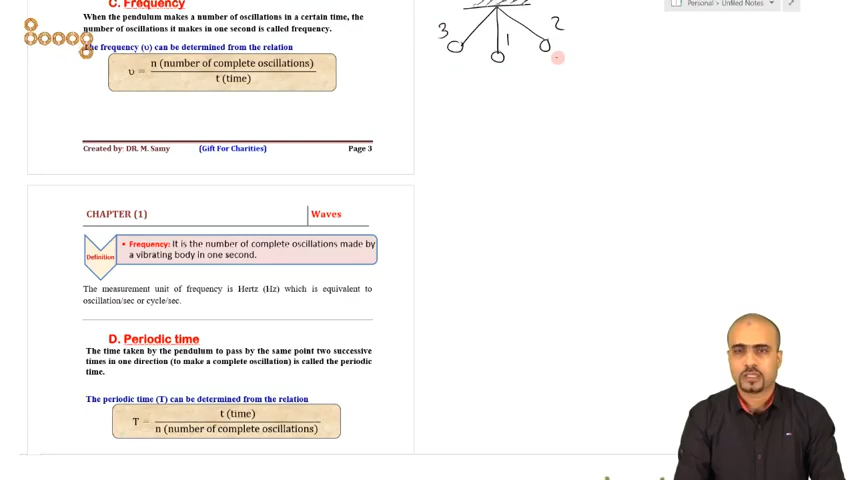 C. Frequency
When the pendulum makes a number of oscillations in a certain time, the
number of oscillations it makes in one second is called frequency.
The frequency (υ) can be determined from the relation
υ = n (number of complete oscillations)
t (time)
Created by: DR. M. Samy (Gift For Charities) Page 3
CHAPTER (1) Waves
Definition
• Frequency: It is the number of complete oscillations made by
a vibrating body in one second.
The measurement unit of frequency is Hertz (Hz) which is equivalent to
oscillation/sec or cycle/sec.
D. Periodic time
The time taken by the pendulum to pass by the same point two successive
times in one direction (to make a complete oscillation) is called the periodic
time.
The periodic time (T) can be determined from the relation
T = t (time)
n (number of complete oscillations)
3 1 2
Personal > Unfiled Notes